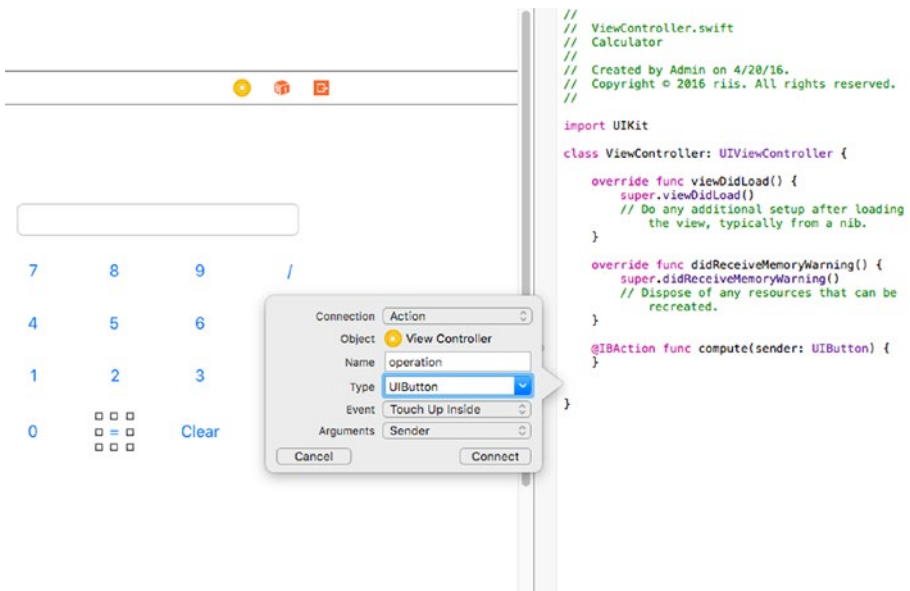 7 8 9 /
4 5 6
1 2 3
0 = Clear
Connection Action
Object View Controller
Name operation
Type UIButton
Event Touch Up Inside
Arguments Sender
Cancel Connect
//
// ViewController.swift
// Calculator
//
// Created by Admin on 4/20/16.
// Copyright © 2016 riis. All rights reserved.
//
import UIKit
class ViewController: UIViewController {
override func viewDidLoad() {
super.viewDidLoad()
// Do any additional setup after loading
the view, typically from a nib.
}
override func didReceiveMemoryWarning() {
super.didReceiveMemoryWarning()
// Dispose of any resources that can be
recreated.
}
@IBAction func compute(sender: UIButton) {
}
}